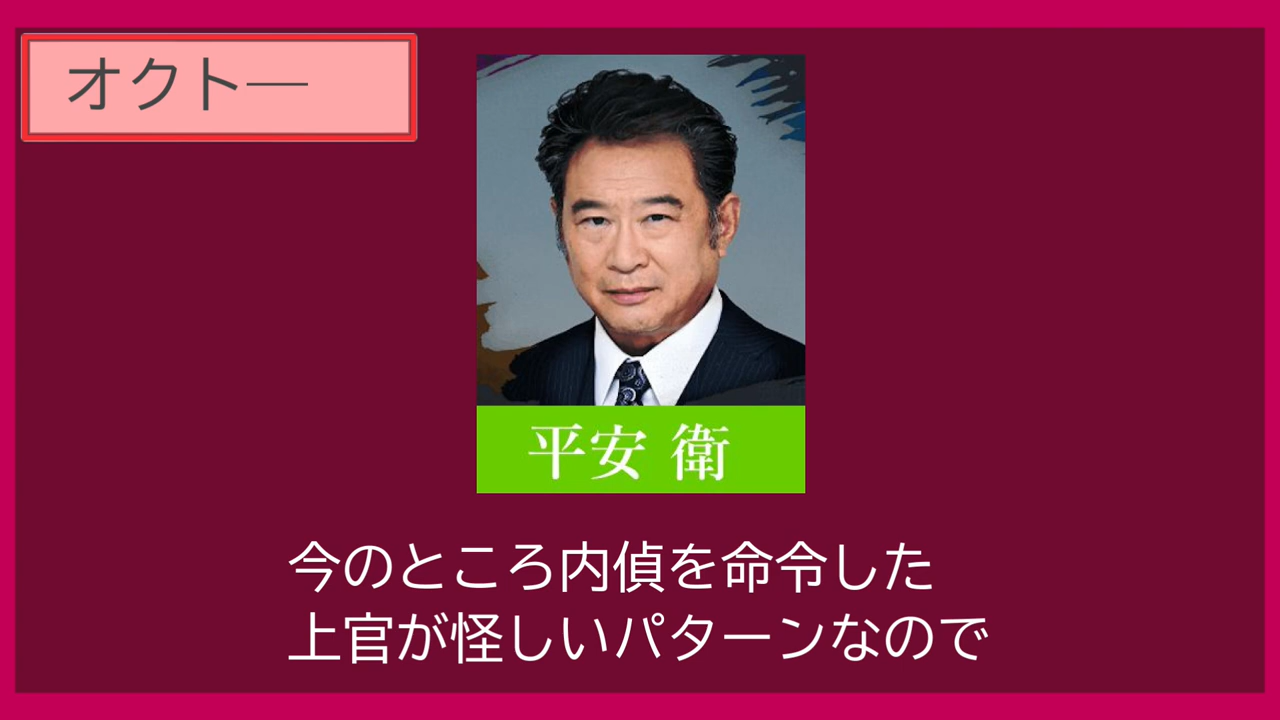 オクトー
平安 衛
今のところ内偵を命令した
上官が怪しいパターンなので